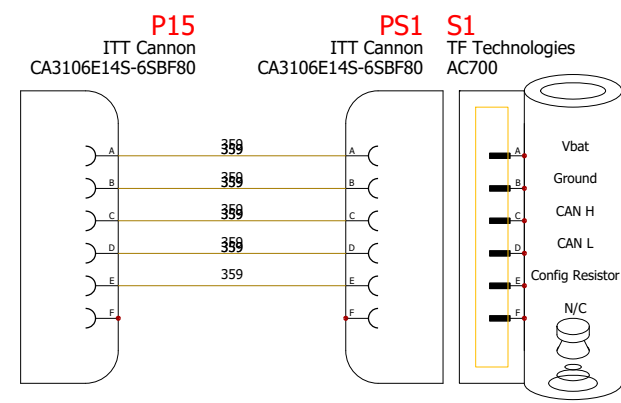 P15
ITT Cannon
CA3106E14S-6SBF80
PS1
ITT Cannon
CA3106E14S-6SBF80
S1
TF Technologies
AC700
A 359 A A Vbat
B 359 B B Ground
C 359 C C CAN H
D 359 D D CAN L
E 359 E E Config Resistor
F F F N/C